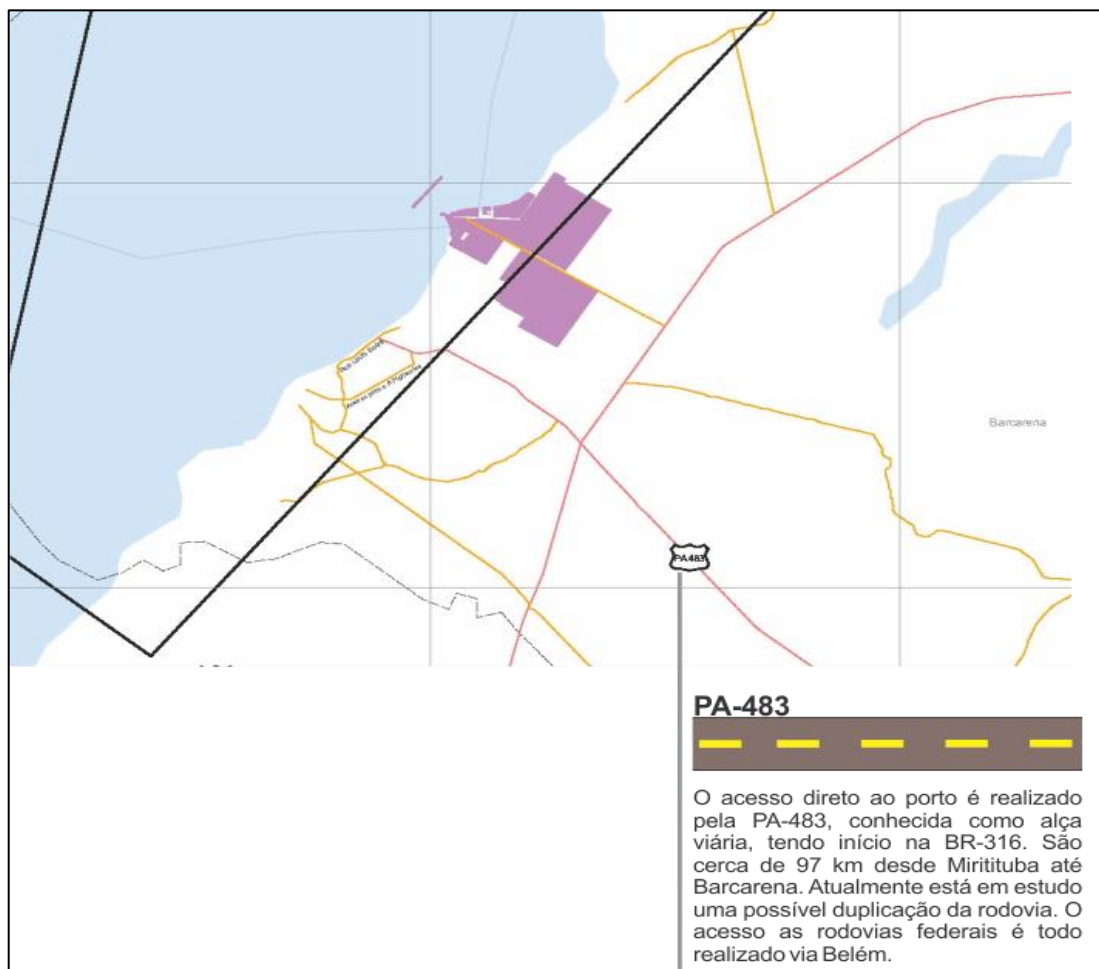 Barcarena
PA483
PA-483
O acesso direto ao porto é realizado
pela PA-483, conhecida como alça
viária, tendo início na BR-316. São
cerca de 97 km desde Miritituba até
Barcarena. Atualmente está em estudo
uma possível duplicação da rodovia. O
acesso as rodovias federais é todo
realizado via Belém.